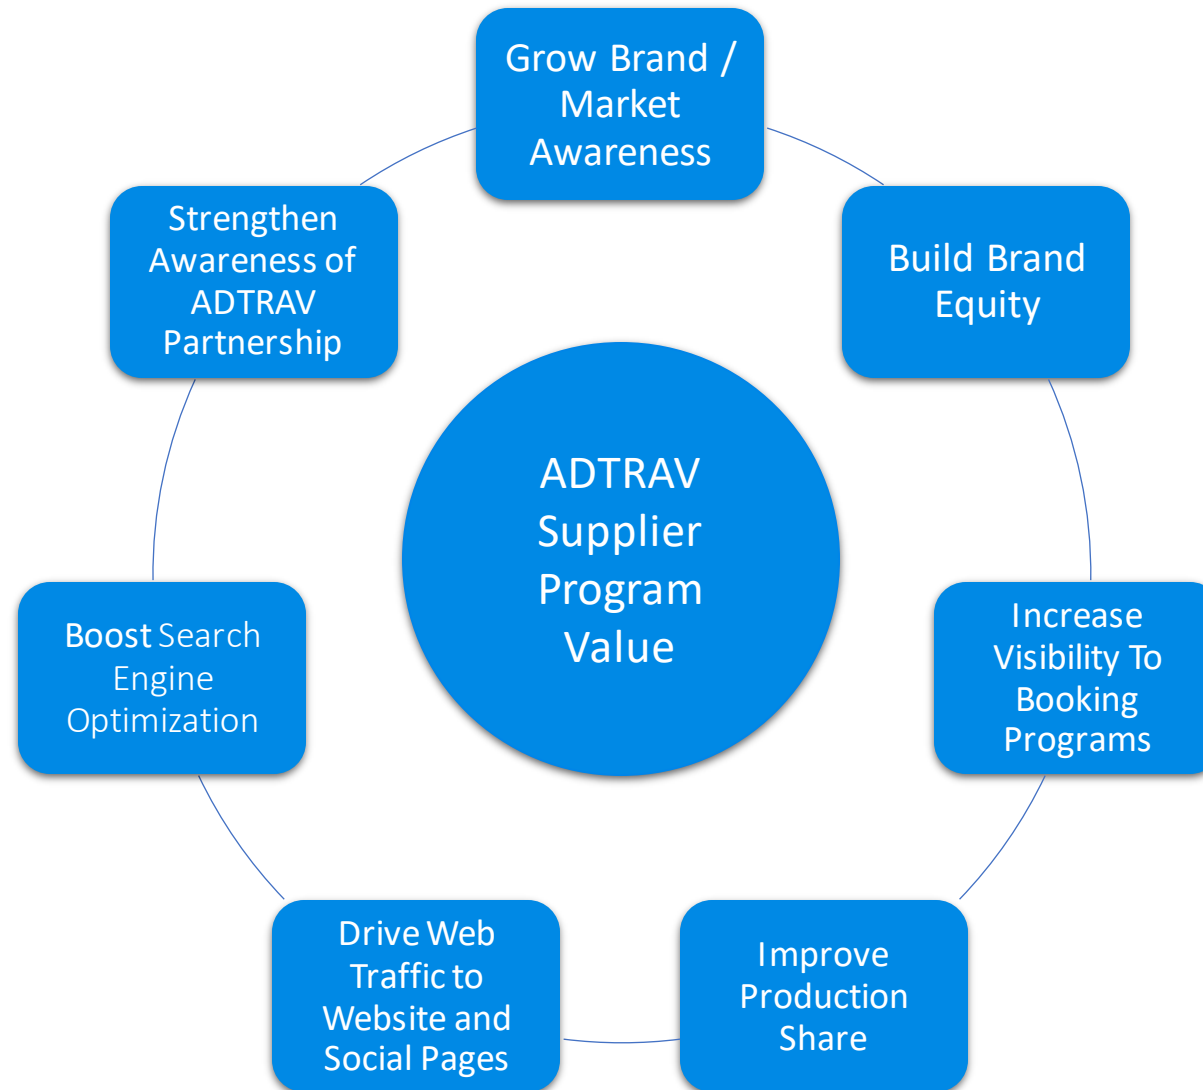 Grow Brand /
Market
Awareness
Build Brand
Equity
Increase
Visibility To
Booking
Programs
Improve
Production
Share
Drive Web
Traffic to
Website and
Social Pages
Boost Search
Engine
Optimization
Strengthen
Awareness of
ADTRAV
Partnership
ADTRAV
Supplier
Program
Value